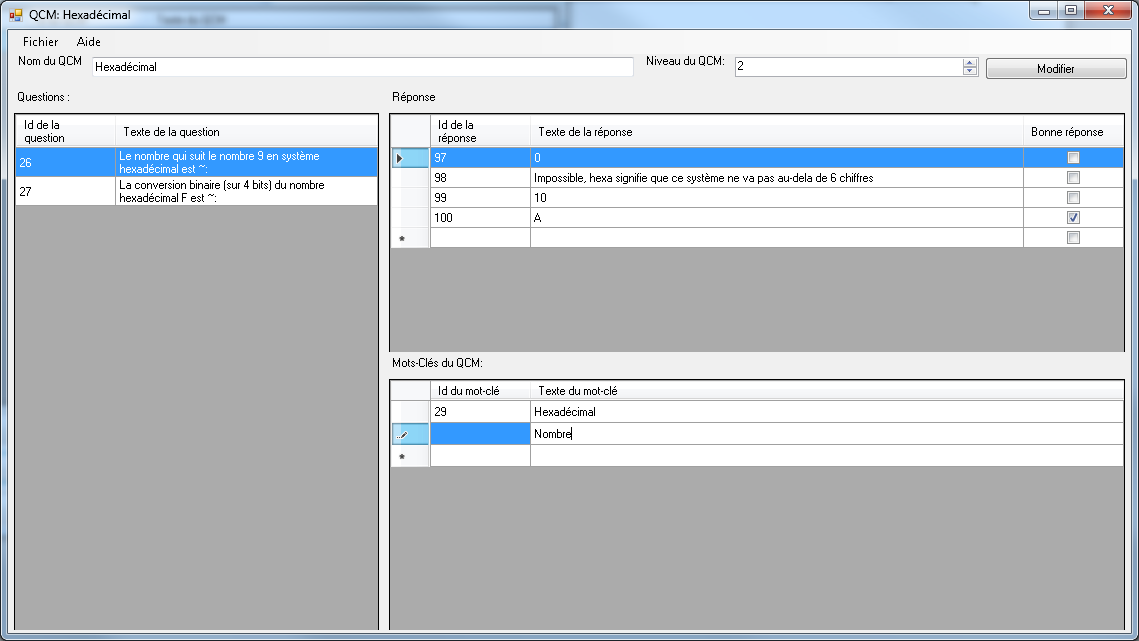 QCM: Hexadécimal
Fichier Aide
Nom du QCM Hexadécimal Niveau du QCM: 2 Modifier
Questions : Réponse
Id de la question Texte de la question
26 Le nombre qui suit le nombre 9 en système
hexadécimal est ~:
27 La conversion binaire (sur 4 bits) du nombre
hexadécimal F est ~:
Id de la réponse Texte de la réponse Bonne réponse
97 0
98 Impossible, hexa signifie que ce système ne va pas au-dela de 6 chiffres
99 10
100 A
Mots-Clés du QCM:
Id du mot-clé Texte du mot-clé
29 Hexadécimal
Nombre